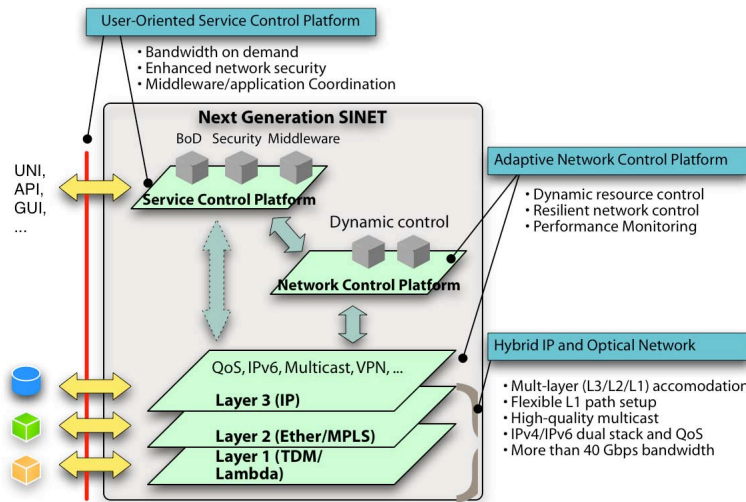 User-Oriented Service Control Platform
• Bandwidth on demand
• Enhanced network security
• Middleware/application Coordination
Next Generation SINET
BoD Security Middleware
Service Control Platform
UNI,
API,
GUI,
...
Adaptive Network Control Platform
• Dynamic resource control
• Resilient network control
• Performance Monitoring
Dynamic control
Network Control Platform
Hybrid IP and Optical Network
• Mult-layer (L3/L2/L1) accomodation
• Flexible L1 path setup
• High-quality multicast
• IPv4/IPv6 dual stack and QoS
• More than 40 Gbps bandwidth
QoS, IPv6, Multicast, VPN, ...
Layer 3 (IP)
Layer 2 (Ether/MPLS)
Layer 1 (TDM/
Lambda)